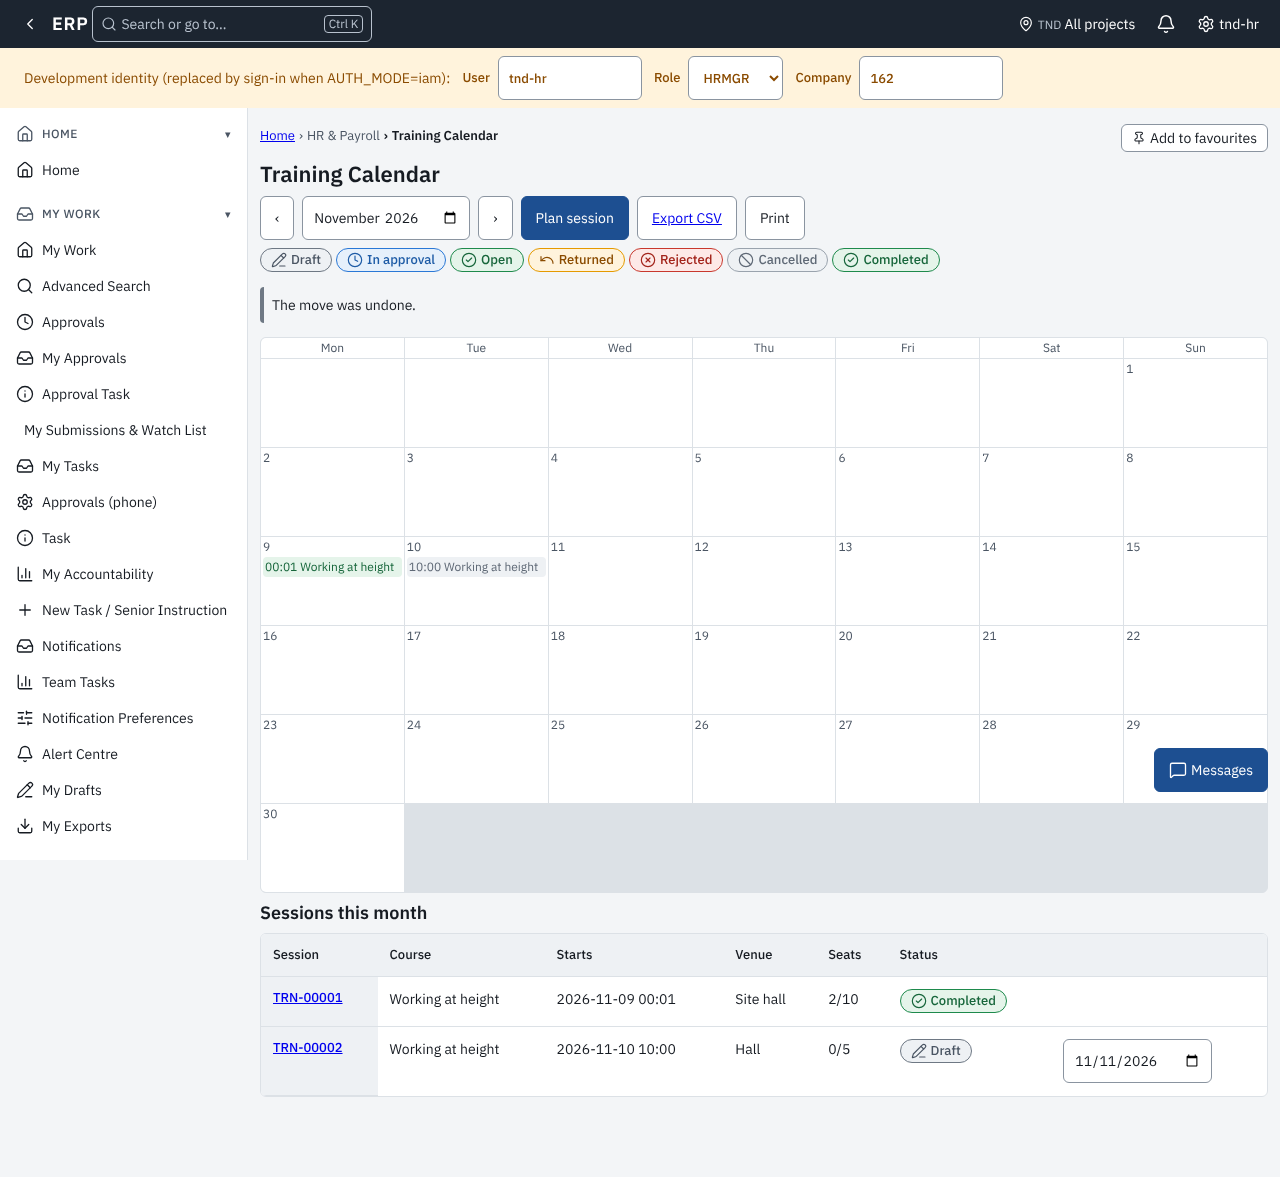 ERP
Search or go to...
Ctrl K
TND All projects
tnd-hr
Development identity (replaced by sign-in when AUTH_MODE=iam):
User
tnd-hr
Role
HRMGR
Company
162
HOME
Home
MY WORK
My Work
Advanced Search
Approvals
My Approvals
Approval Task
My Submissions & Watch List
My Tasks
Approvals (phone)
Task
My Accountability
New Task / Senior Instruction
Notifications
Team Tasks
Notification Preferences
Alert Centre
My Drafts
My Exports
Home › HR & Payroll › Training Calendar
Add to favourites
Training Calendar
‹
November 2026
›
Plan session
Export CSV
Print
Draft
In approval
Open
Returned
Rejected
Cancelled
Completed
The move was undone.
Mon Tue Wed Thu Fri Sat Sun
1
2 3 4 5 6 7 8
9 10 11 12 13 14 15
00:01 Working at height
10:00 Working at height
16 17 18 19 20 21 22
23 24 25 26 27 28 29
Messages
30
Sessions this month
Session Course Starts Venue Seats Status
TRN-00001 Working at height 2026-11-09 00:01 Site hall 2/10 Completed
TRN-00002 Working at height 2026-11-10 10:00 Hall 0/5 Draft 11/11/2026